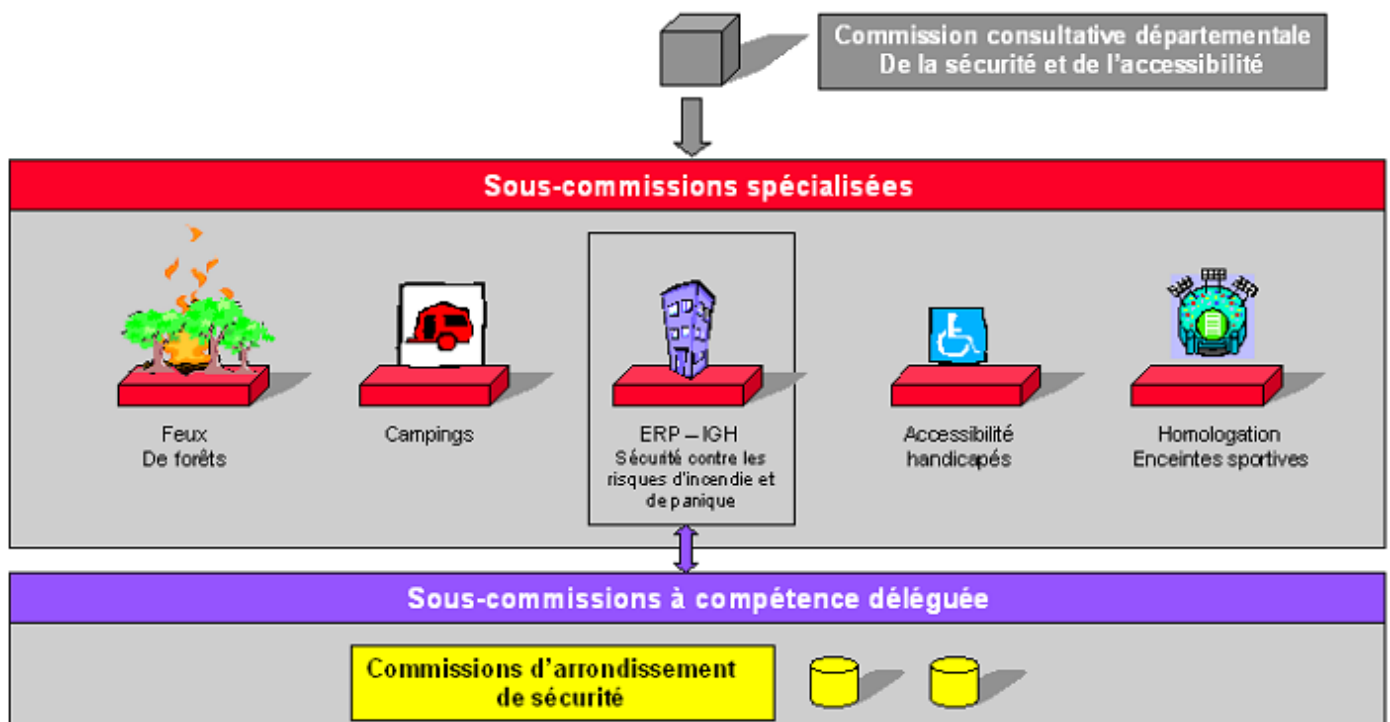 Commission consultative départementale
De la sécurité et de l'accessibilité
Sous-commissions spécialisées
Feux
De forêts
Campings
ERP – IGH
Sécurité contre les
risques d'incendie et
de panique
Accessibilité
handicapés
Homologation
Enceintes sportives
Sous-commissions à compétence déléguée
Commissions d'arrondissement
de sécurité